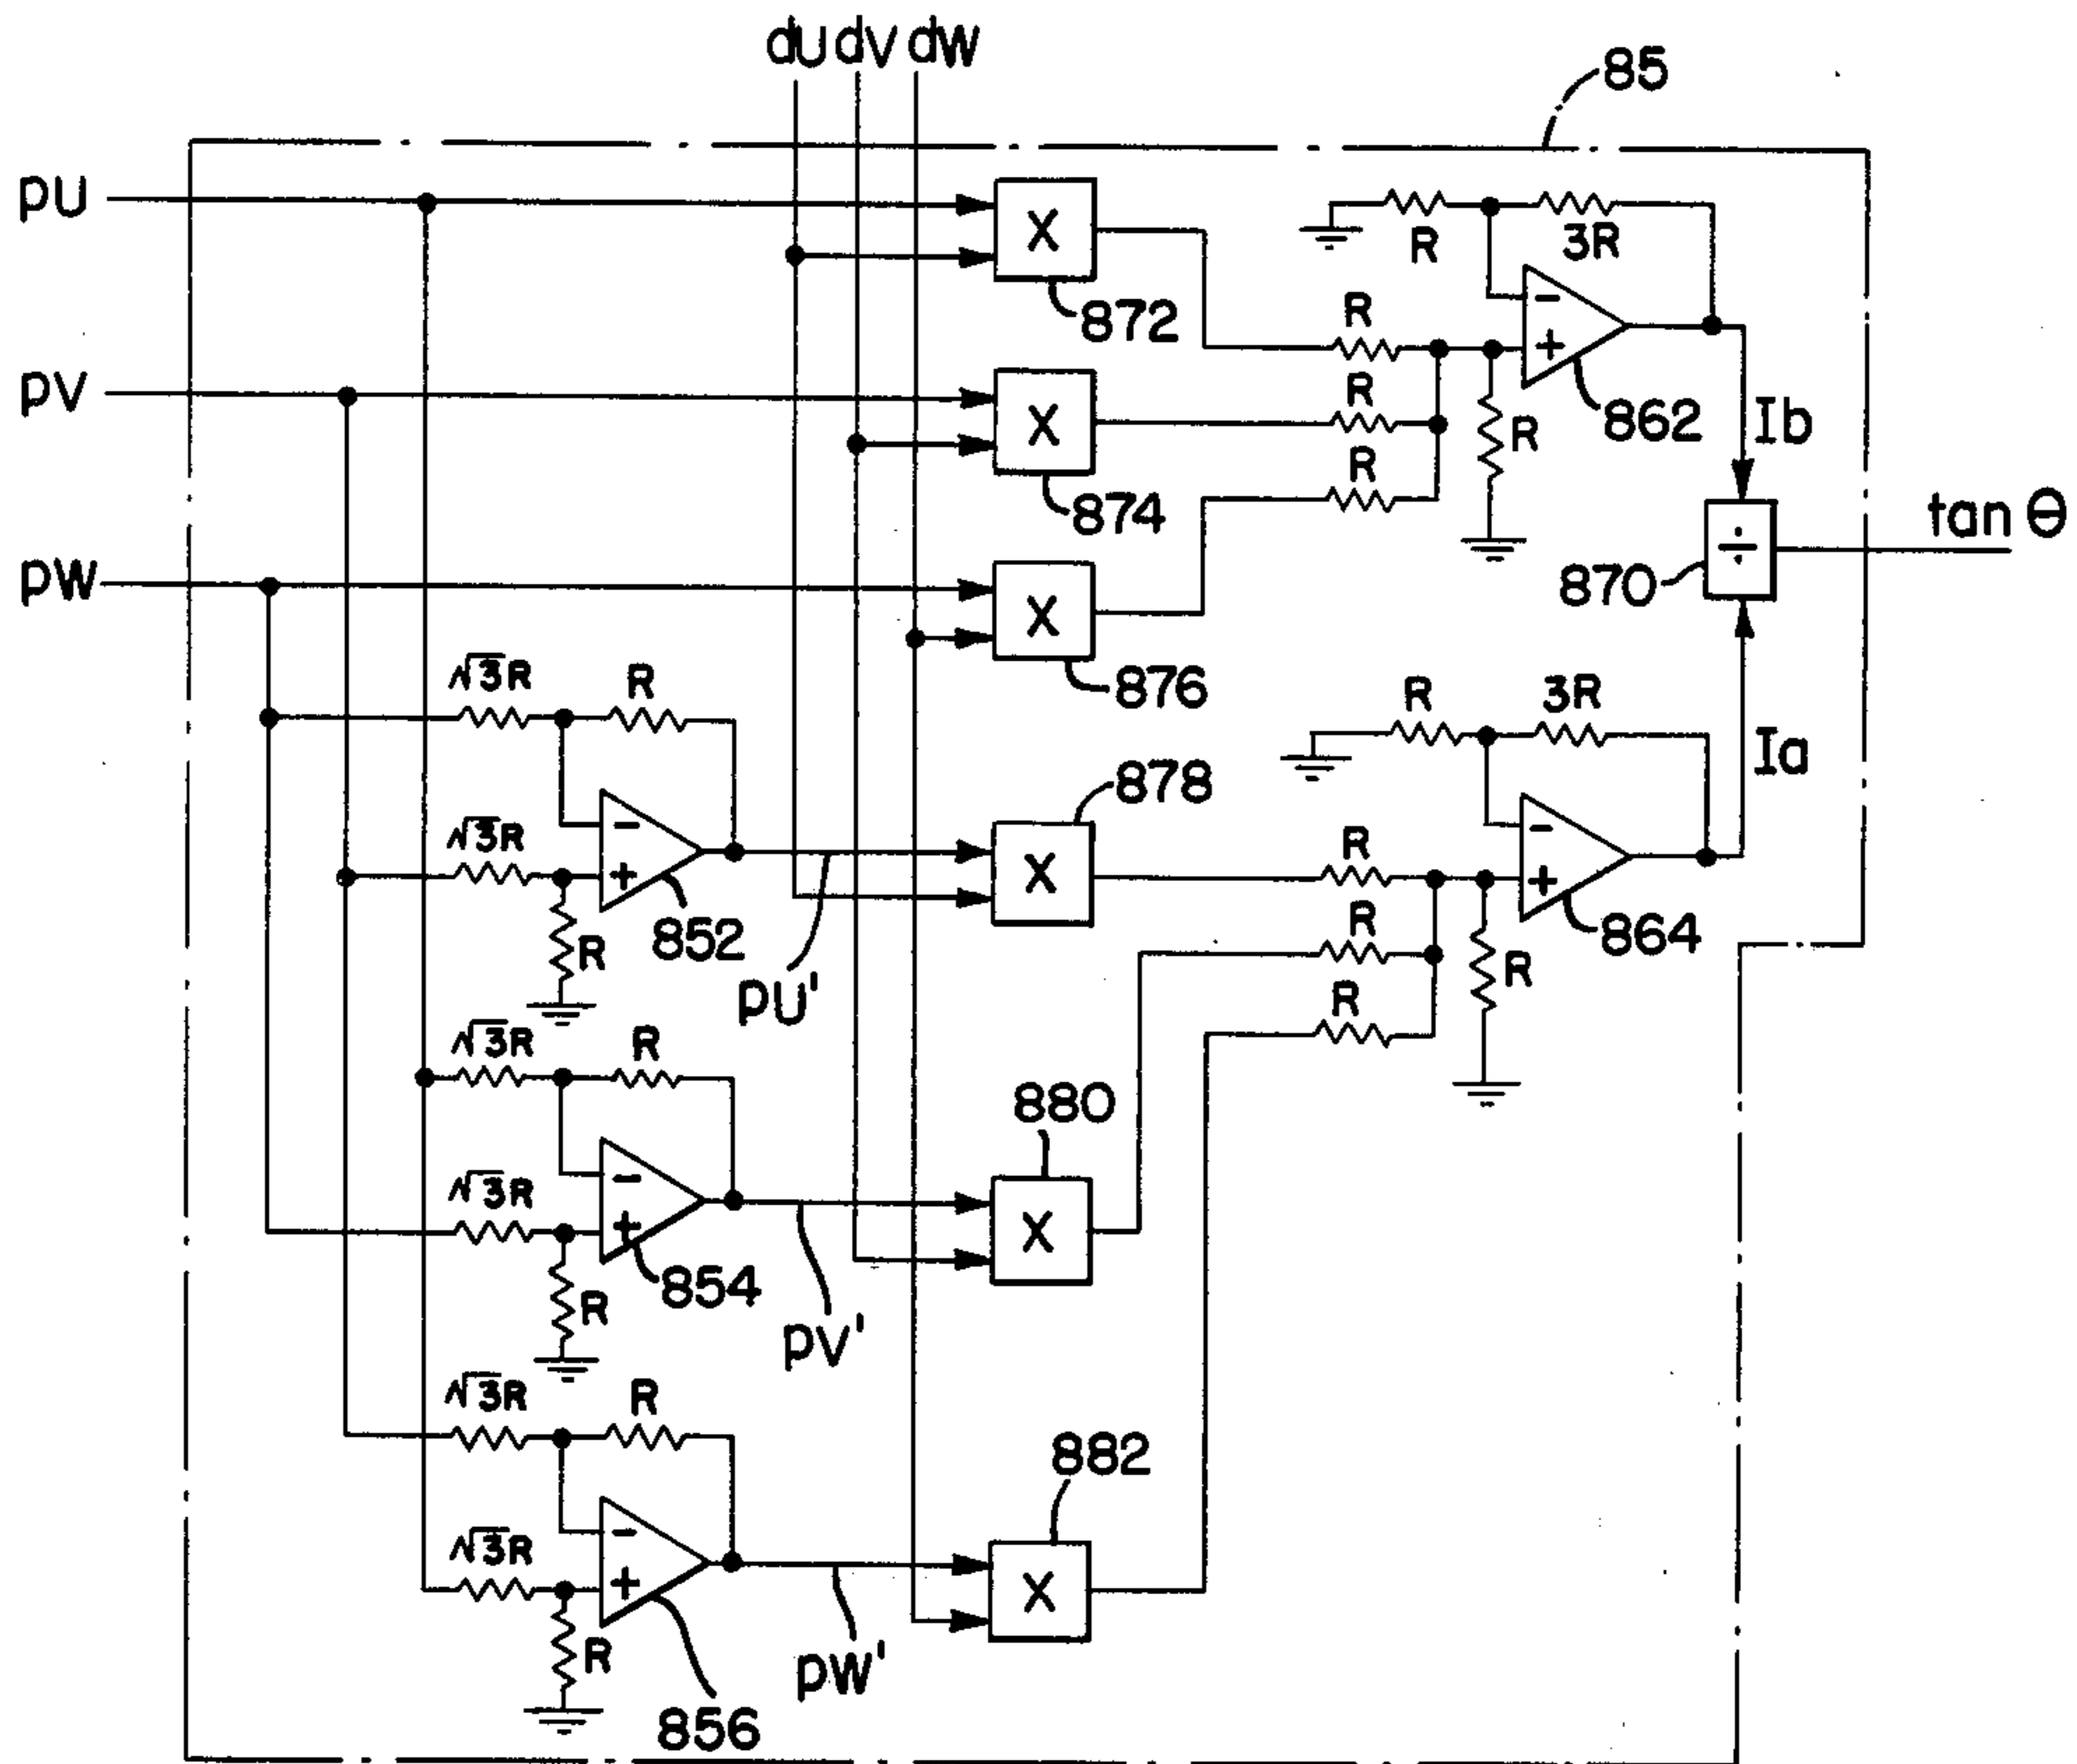 dU dV dW
85
pU
X
R
3R
872
R
-
+
862
Ib
pV
X
R
R
R
874
tan θ
÷
870
pW
X
876
√3R
R
R
3R
Ia
878
-
√3R
+
852
R
X
R
-
+
864
R
R
R
pU'
√3R
R
880
-
√3R
+
854
R
X
pV'
√3R
R
882
-
√3R
+
X
R
pW'
856